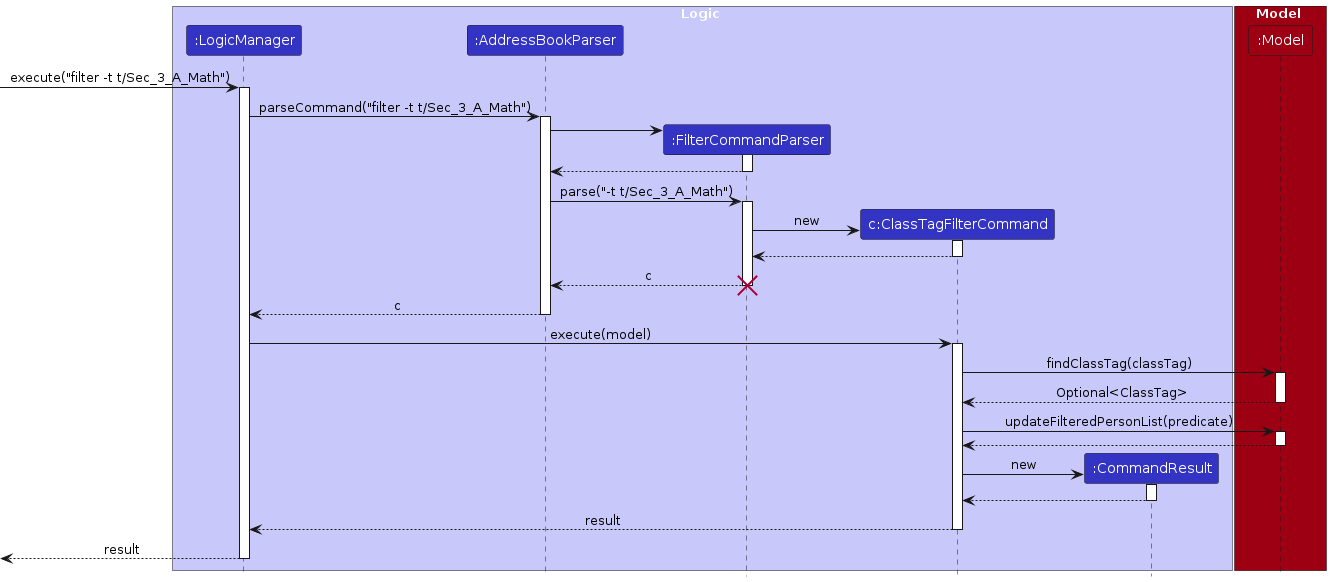 Logic
Model
:LogicManager
:AddressBookParser
:Model
execute("filter -t t/Sec_3_A_Math")
parseCommand("filter -t t/Sec_3_A_Math")
:FilterCommandParser
parse("-t t/Sec_3_A_Math")
new
c:ClassTagFilterCommand
c
c
execute(model)
findClassTag(classTag)
Optional<ClassTag>
updateFilteredPersonList(predicate)
new
:CommandResult
result
result